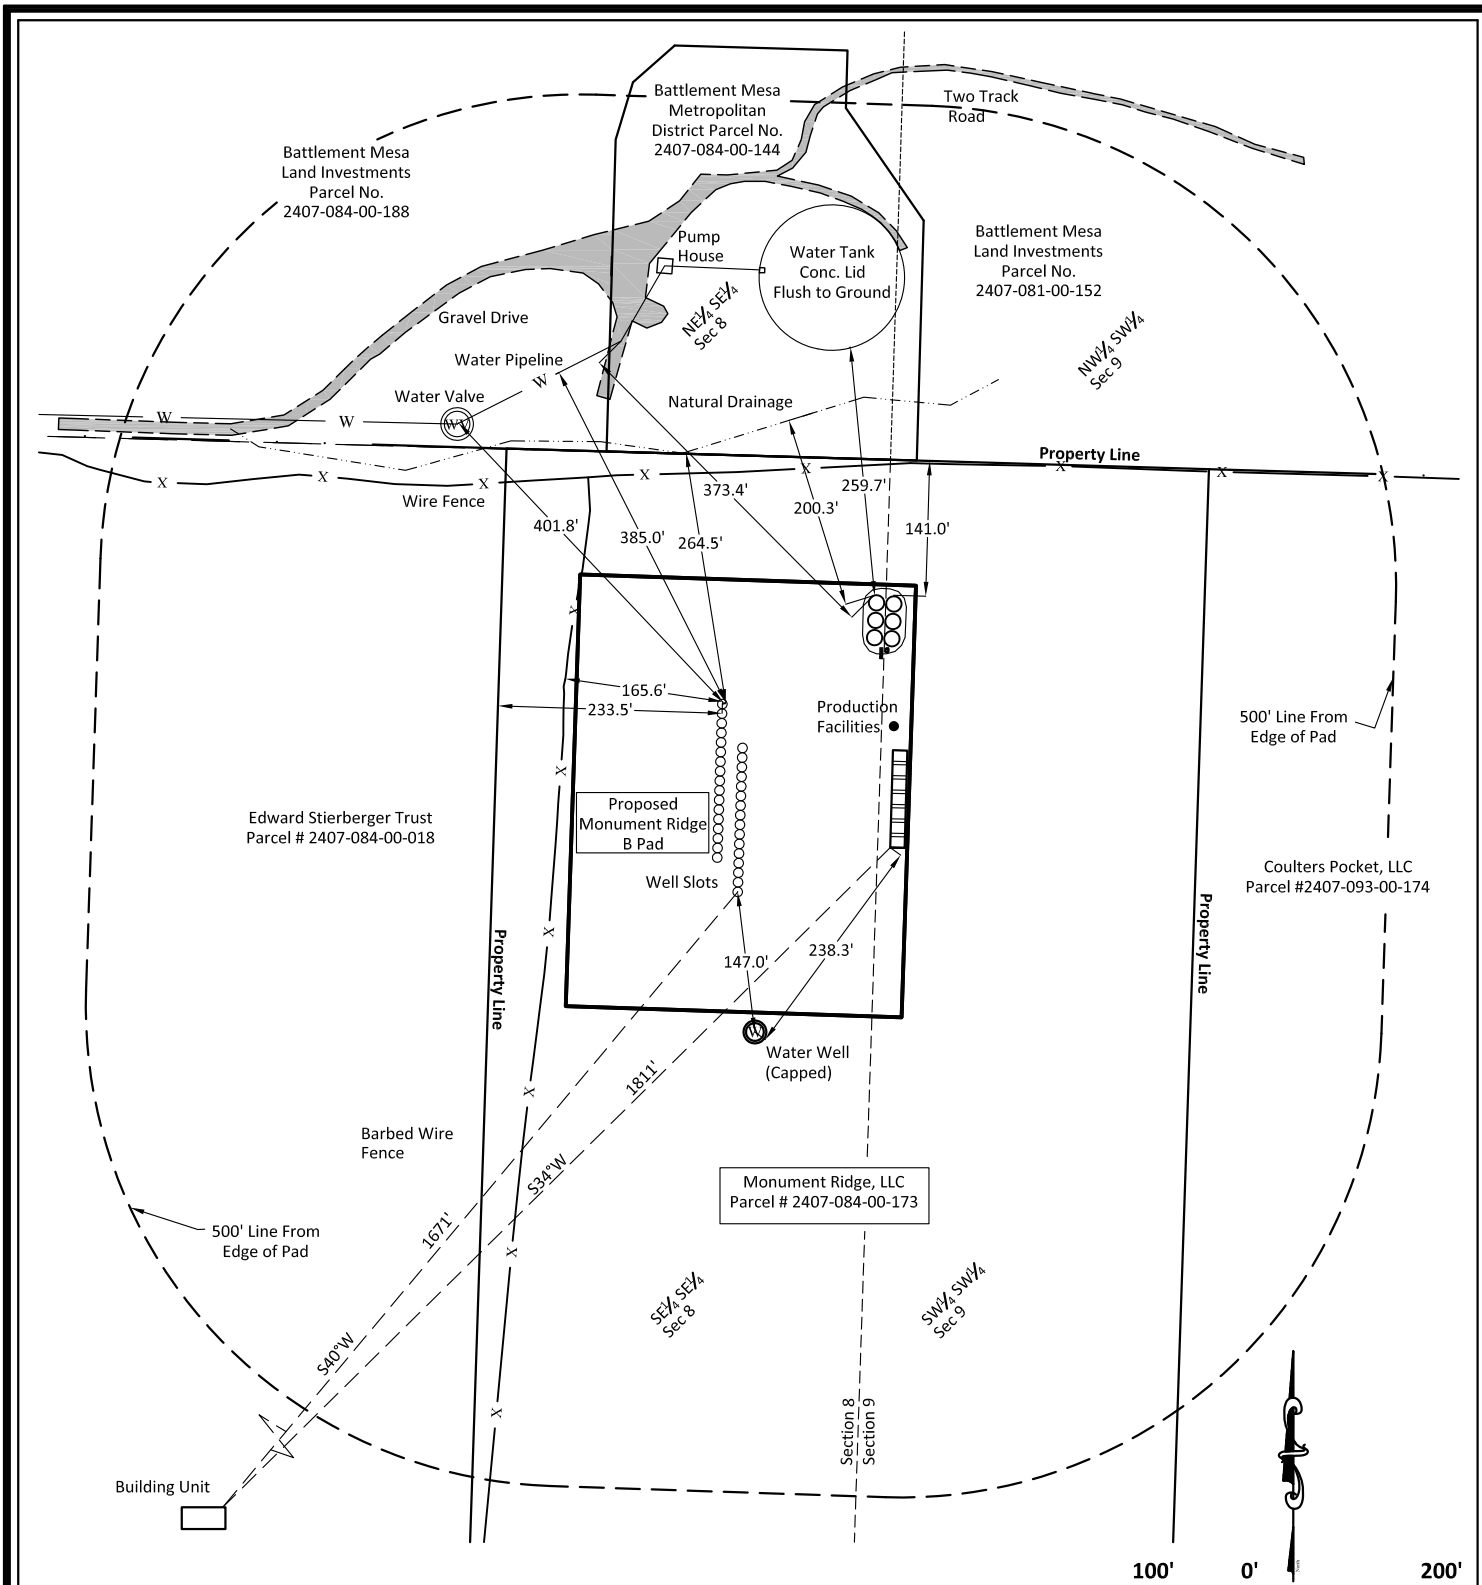 Battlement Mesa
Metropolitan
District Parcel No.
2407-084-00-144
Two Track
Road
Battlement Mesa
Land Investments
Parcel No.
2407-084-00-188
Pump
House
Water Tank
Conc. Lid
Flush to Ground
Battlement Mesa
Land Investments
Parcel No.
2407-081-00-152
NE¼ SE¼
Sec 8
Gravel Drive
NW¼ SW¼
Sec 9
Water Pipeline
W
Water Valve
Natural Drainage
W
W
W
Property Line
X
X
X
X
X
X
X
X
X
Wire Fence
373.4'
259.7'
200.3'
401.8'
385.0'
264.5'
141.0'
X
165.6'
233.5'
Production
Facilities
500' Line From
Edge of Pad
X
Proposed
Monument Ridge
B Pad
Edward Stierberger Trust
Parcel # 2407-084-00-018
Well Slots
Coulters Pocket, LLC
Parcel #2407-093-00-174
X
Property Line
Property Line
147.0'
238.3'
W
Water Well
(Capped)
1811'
X
Barbed Wire
Fence
S34°W
Monument Ridge, LLC
Parcel # 2407-084-00-173
1671'
500' Line From
Edge of Pad
X
SE¼ SE¼
Sec 8
SW¼ SW¼
Sec 9
S40°W
X
Section 8
Section 9
Building Unit
100' 0' 200'